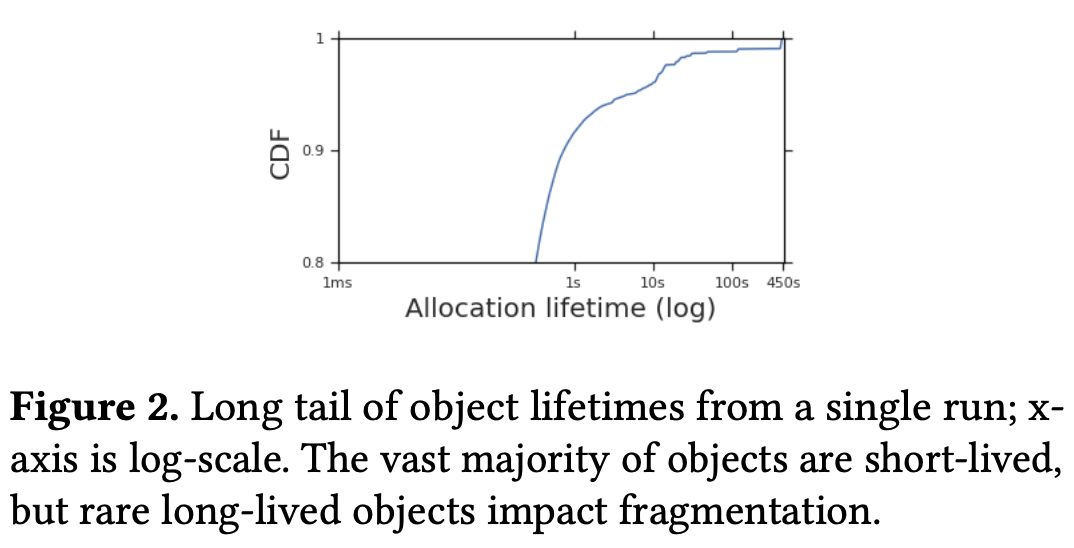 1
CDF
0.9
0.8
1ms
1s
10s
100s
450s
Allocation lifetime (log)
Figure 2. Long tail of object lifetimes from a single run; x-
axis is log-scale. The vast majority of objects are short-lived,
but rare long-lived objects impact fragmentation.